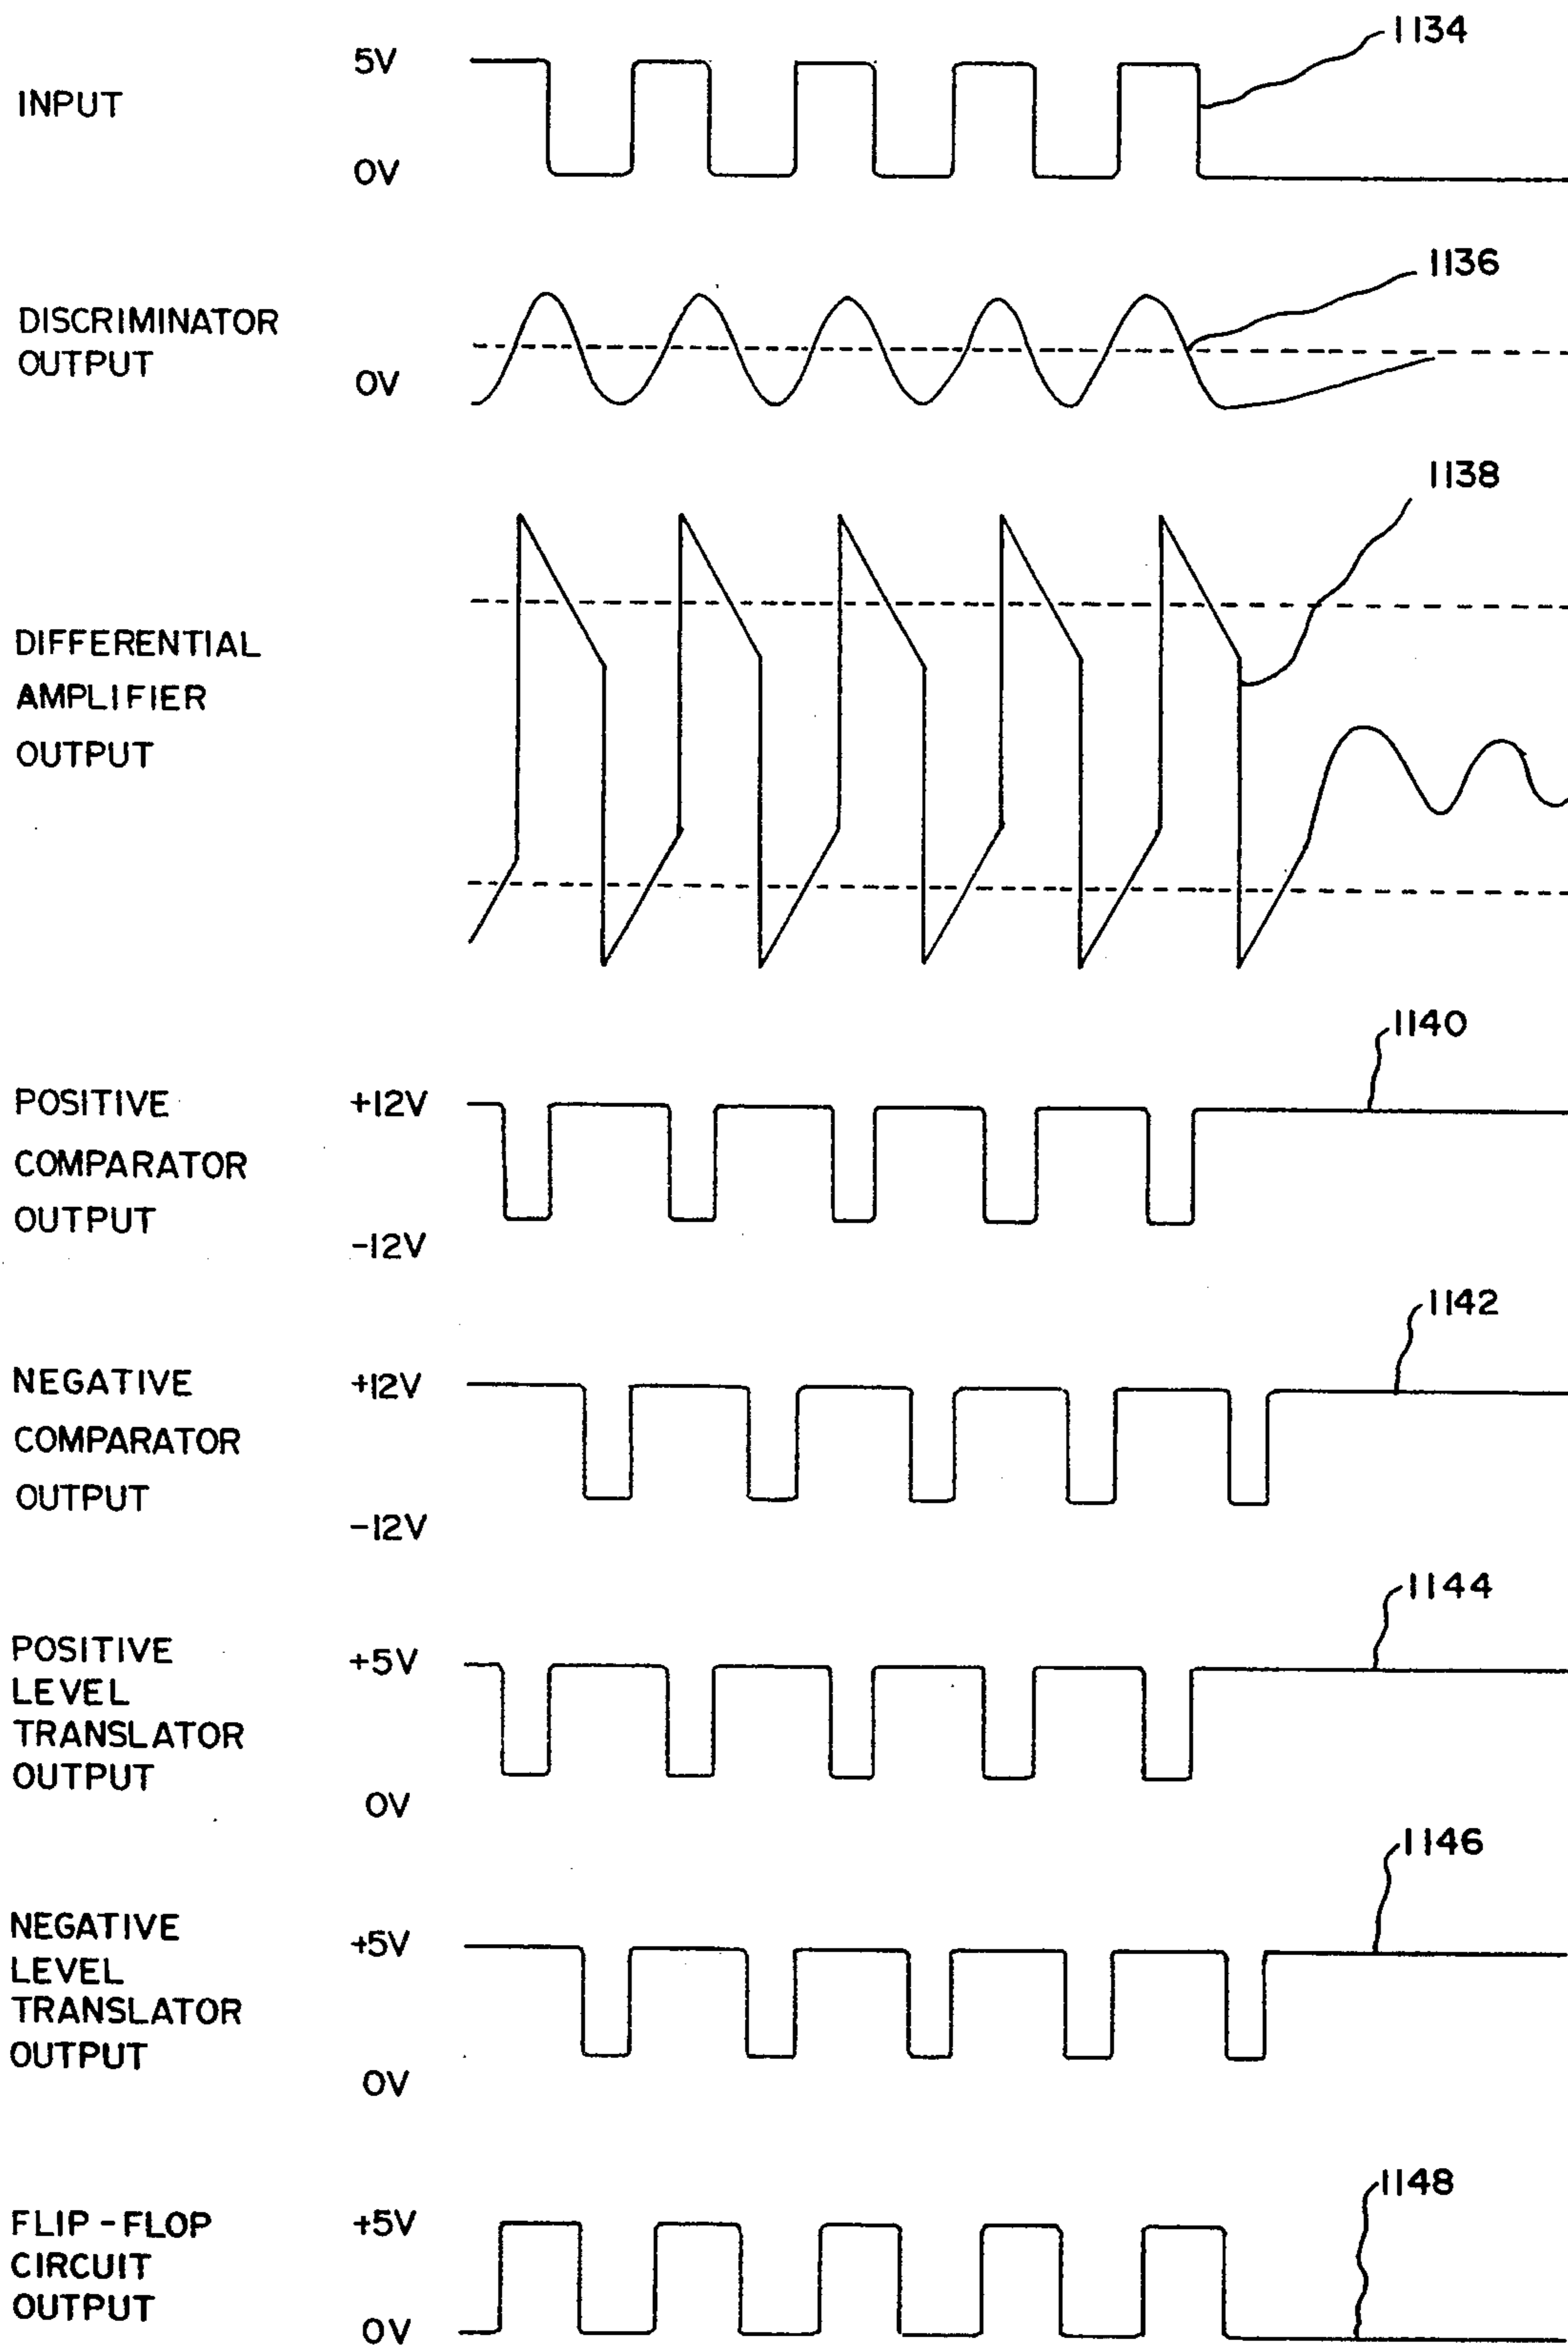 1134
5V
INPUT
0V
1136
DISCRIMINATOR
OUTPUT
0V
1138
DIFFERENTIAL
AMPLIFIER
OUTPUT
1140
POSITIVE
+12V
COMPARATOR
OUTPUT
-12V
1142
NEGATIVE
+12V
COMPARATOR
OUTPUT
-12V
1144
POSITIVE
+5V
LEVEL
TRANSLATOR
OUTPUT
0V
1146
NEGATIVE
+5V
LEVEL
TRANSLATOR
OUTPUT
0V
1148
FLIP-FLOP
+5V
CIRCUIT
OUTPUT
0V